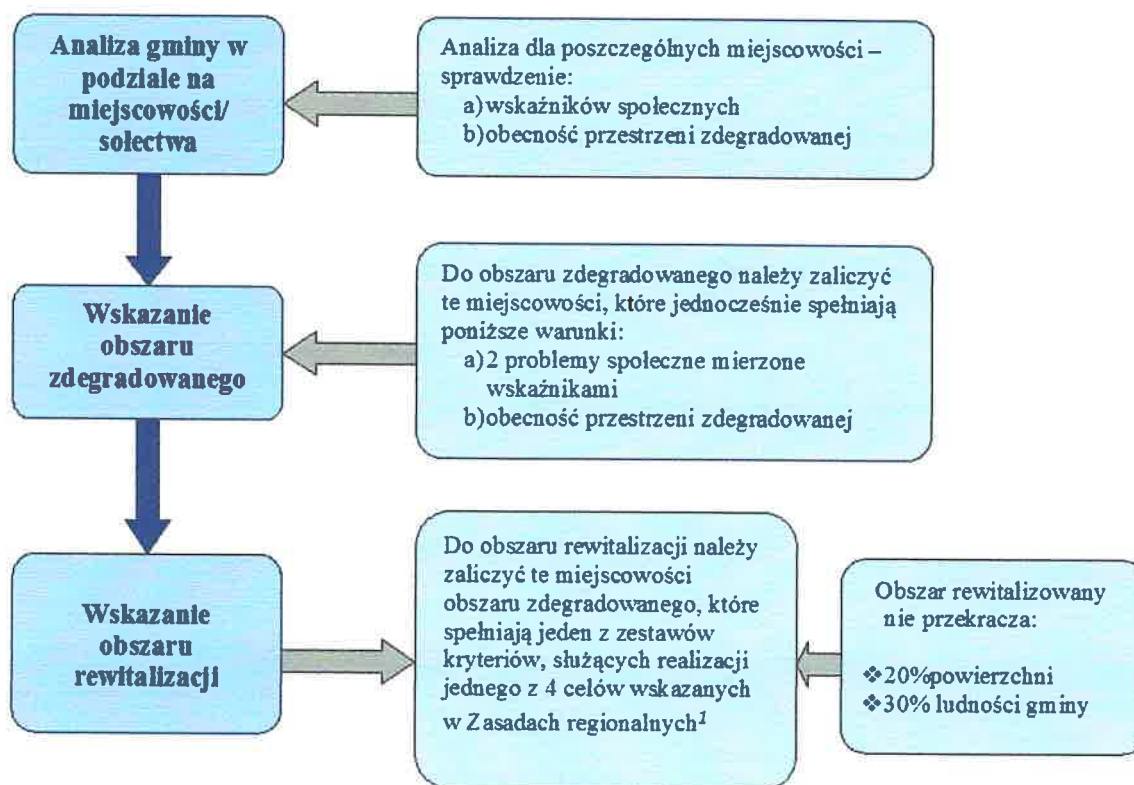 Analiza gminy w
podziale na
miejscowości/
sołectwa
Analiza dla poszczególnych miejscowości –
sprawdzenie:
a)wskaźników społecznych
b)obecność przestrzeni zdegradowanej
Wskazanie
obszaru
zdegradowanego
Do obszaru zdegradowanego należy zaliczyć
te miejscowości, które jednocześnie spełniają
poniższe warunki:
a)2 problemy społeczne mierzone
wskaźnikami
b)obecność przestrzeni zdegradowanej
Wskazanie
obszaru
rewitalizacji
Do obszaru rewitalizacji należy
zaliczyć te miejscowości
obszaru zdegradowanego, które
spełniają jeden z zestawów
kryteriów, służących realizacji
jednego z 4 celów wskazanych
w Zasadach regionalnych¹
Obszar rewitalizowany
nie przekracza:
❖20%powierzchni
❖30% ludności gminy